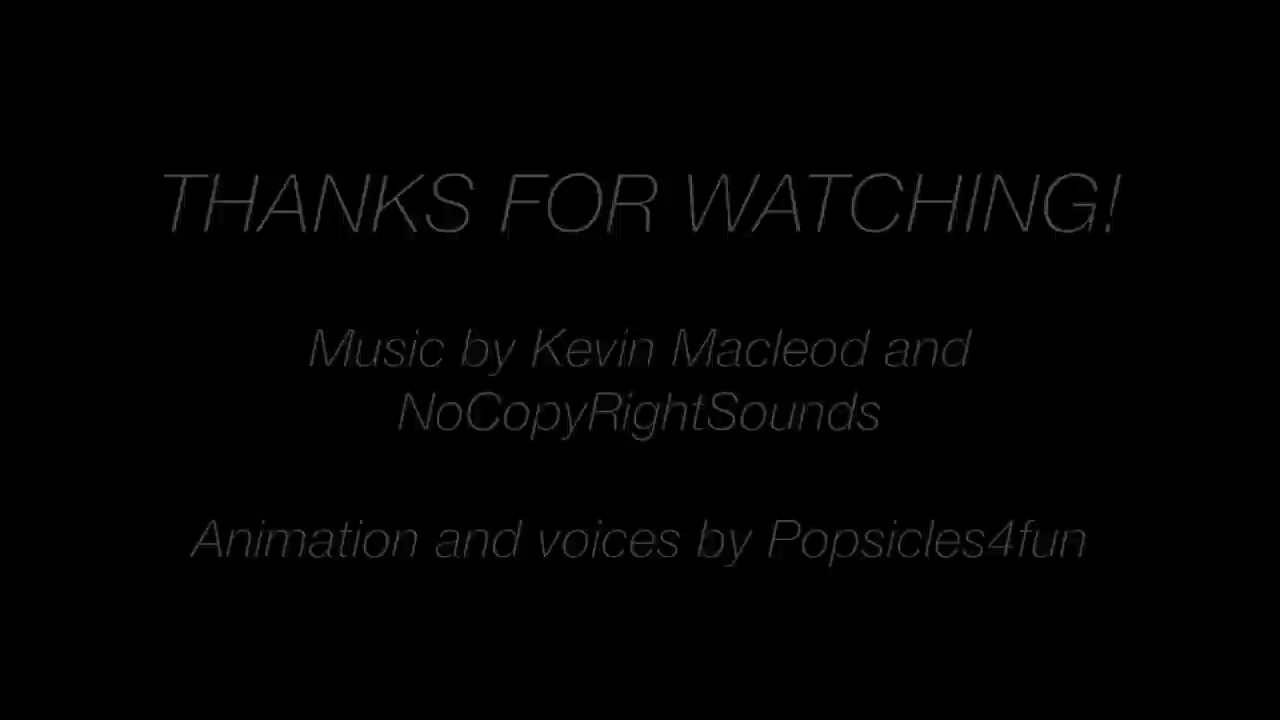 THANKS FOR WATCHING!
Music by Kevin Macleod and
NoCopyRightSounds
Animation and voices by Popsicles4fun